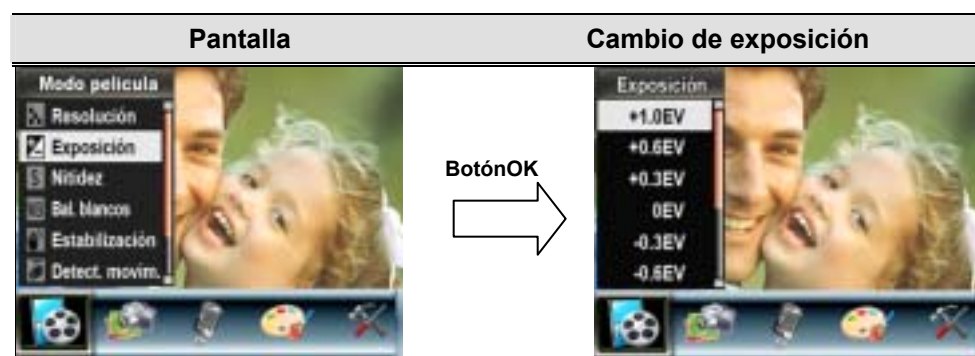 Pantalla
Cambio de exposición
Modo película
Resolución
Exposición
Nitidez
Bal. blancos
Estabilización
Detect. movim.
BotónOK
Exposición
+1.0EV
+0.6EV
+0.3EV
0EV
-0.3EV
-0.6EV